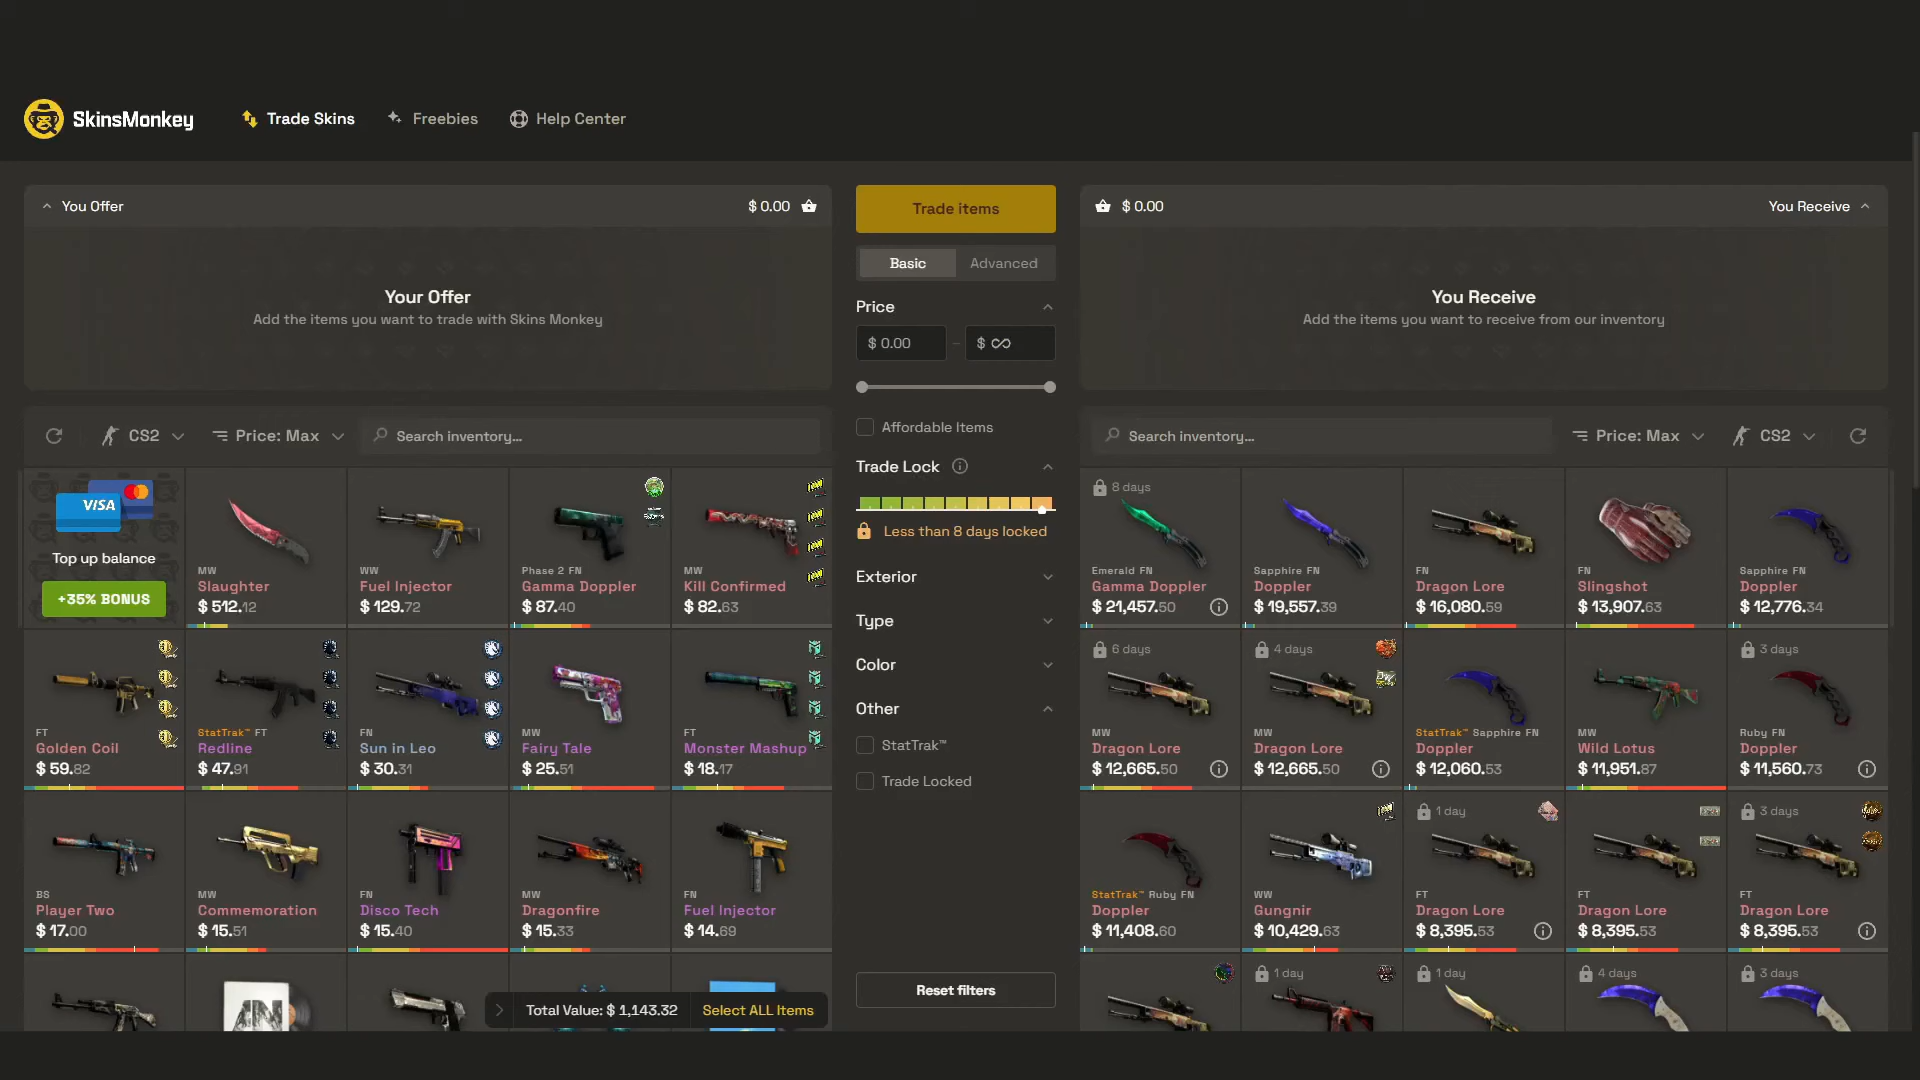 SkinsMonkey
Trade Skins
Freebies
Help Center
You Offer
$ 0.00
Your Offer
Add the items you want to trade with Skins Monkey
Trade items
Basic
Advanced
Price
$ 0.00
–
$ ∞
Affordable Items
Trade Lock
Less than 8 days locked
Exterior
Type
Color
Other
StatTrak™
Trade Locked
Reset filters
$ 0.00
You Receive
You Receive
Add the items you want to receive from our inventory
CS2
Price: Max
Search inventory...
VISA
Top up balance
+35% BONUS
MW
Slaughter
$ 512.12
WW
Fuel Injector
$ 129.72
Phase 2 FN
Gamma Doppler
$ 87.40
MW
Kill Confirmed
$ 82.63
FT
Golden Coil
$ 59.82
StatTrak™ FT
Redline
$ 47.91
FN
Sun in Leo
$ 30.31
MW
Fairy Tale
$ 25.51
FT
Monster Mashup
$ 18.17
BS
Player Two
$ 17.00
MW
Commemoration
$ 15.51
FN
Disco Tech
$ 15.40
MW
Dragonfire
$ 15.33
FN
Fuel Injector
$ 14.69
Total Value: $ 1,143.32
Select ALL Items
Search inventory...
Price: Max
CS2
8 days
Emerald FN
Gamma Doppler
$ 21,457.50
Sapphire FN
Doppler
$ 19,557.39
FN
Dragon Lore
$ 16,080.59
FN
Slingshot
$ 13,907.63
Sapphire FN
Doppler
$ 12,776.34
6 days
MW
Dragon Lore
$ 12,665.50
4 days
MW
Dragon Lore
$ 12,665.50
StatTrak™ Sapphire FN
Doppler
$ 12,060.53
MW
Wild Lotus
$ 11,951.87
3 days
Ruby FN
Doppler
$ 11,560.73
StatTrak™ Ruby FN
Doppler
$ 11,408.60
WW
Gungnir
$ 10,429.63
1 day
FT
Dragon Lore
$ 8,395.53
FT
Dragon Lore
$ 8,395.53
3 days
FT
Dragon Lore
$ 8,395.53
1 day
1 day
4 days
3 days